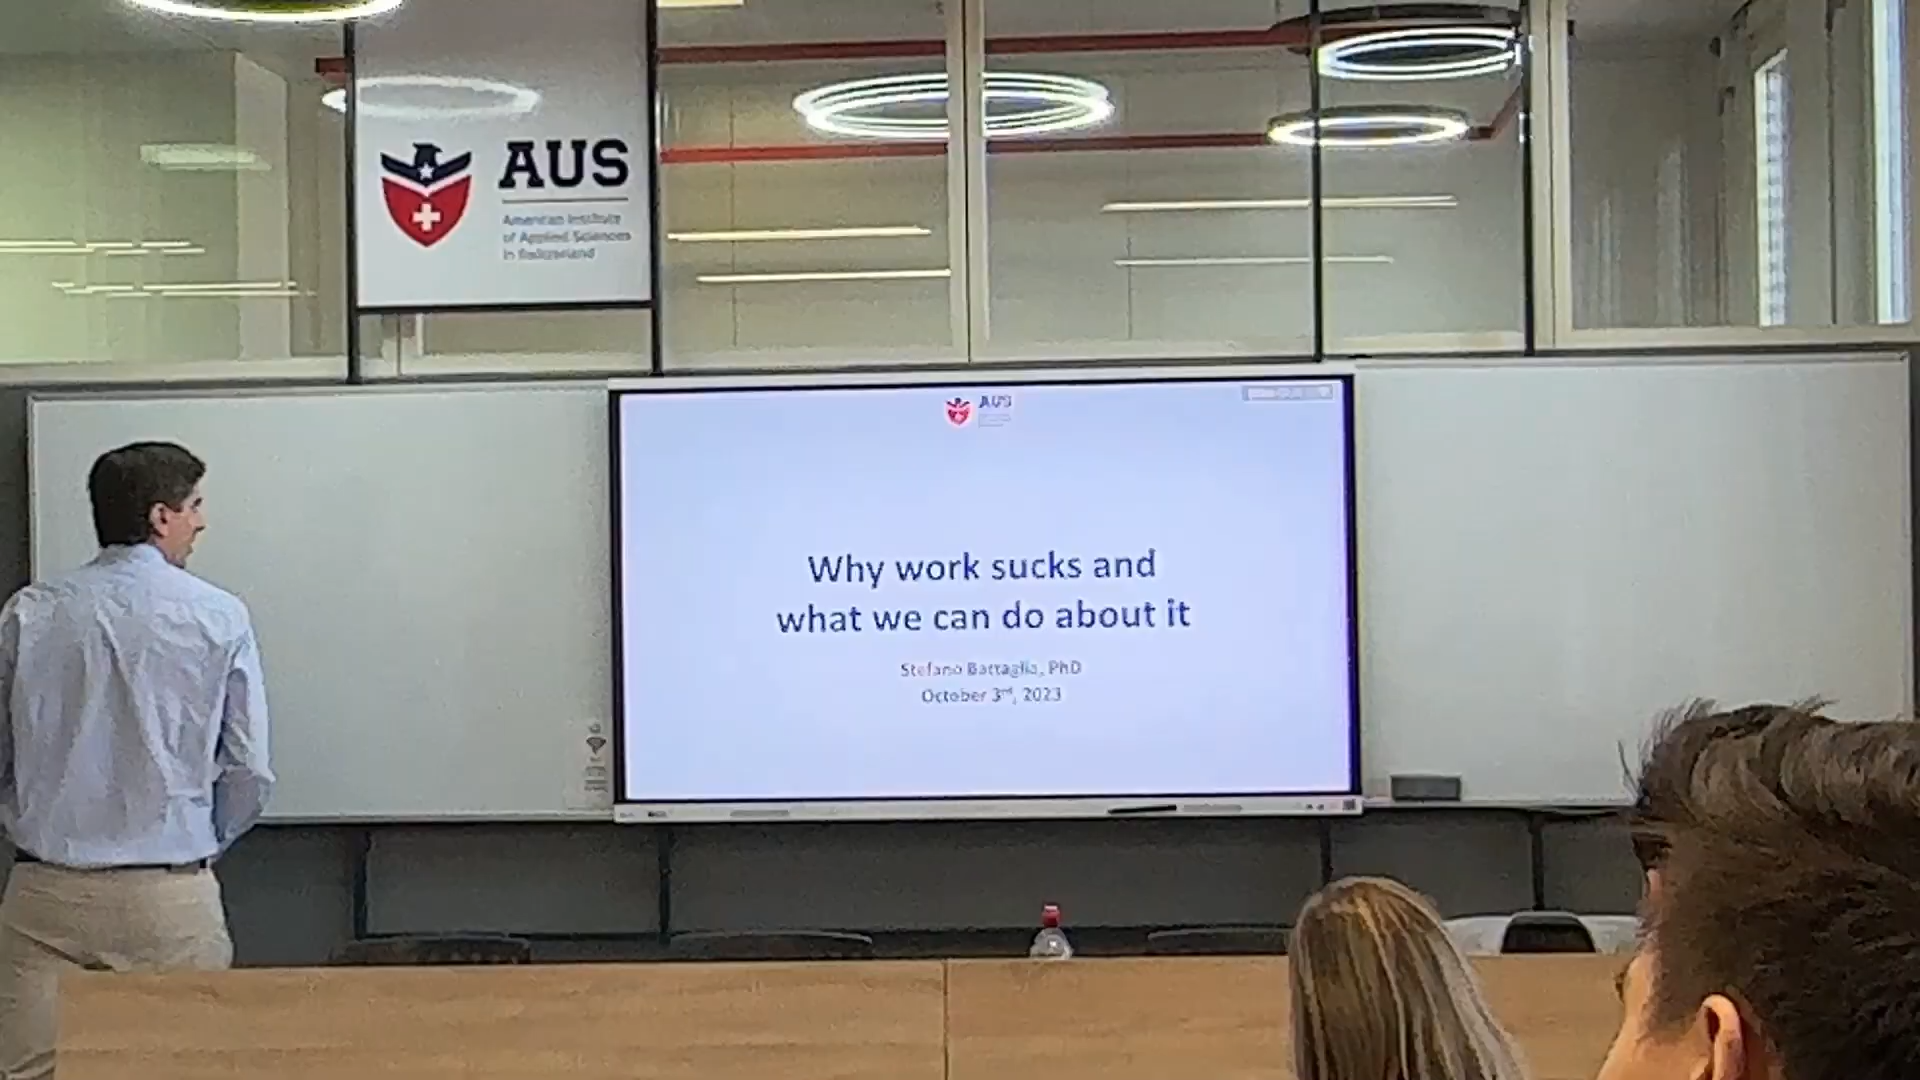 AUS
American Institute
of Applied Sciences
in Switzerland
AUS
Why work sucks and
what we can do about it
Stefano Battaglia, PhD
October 3rd, 2023